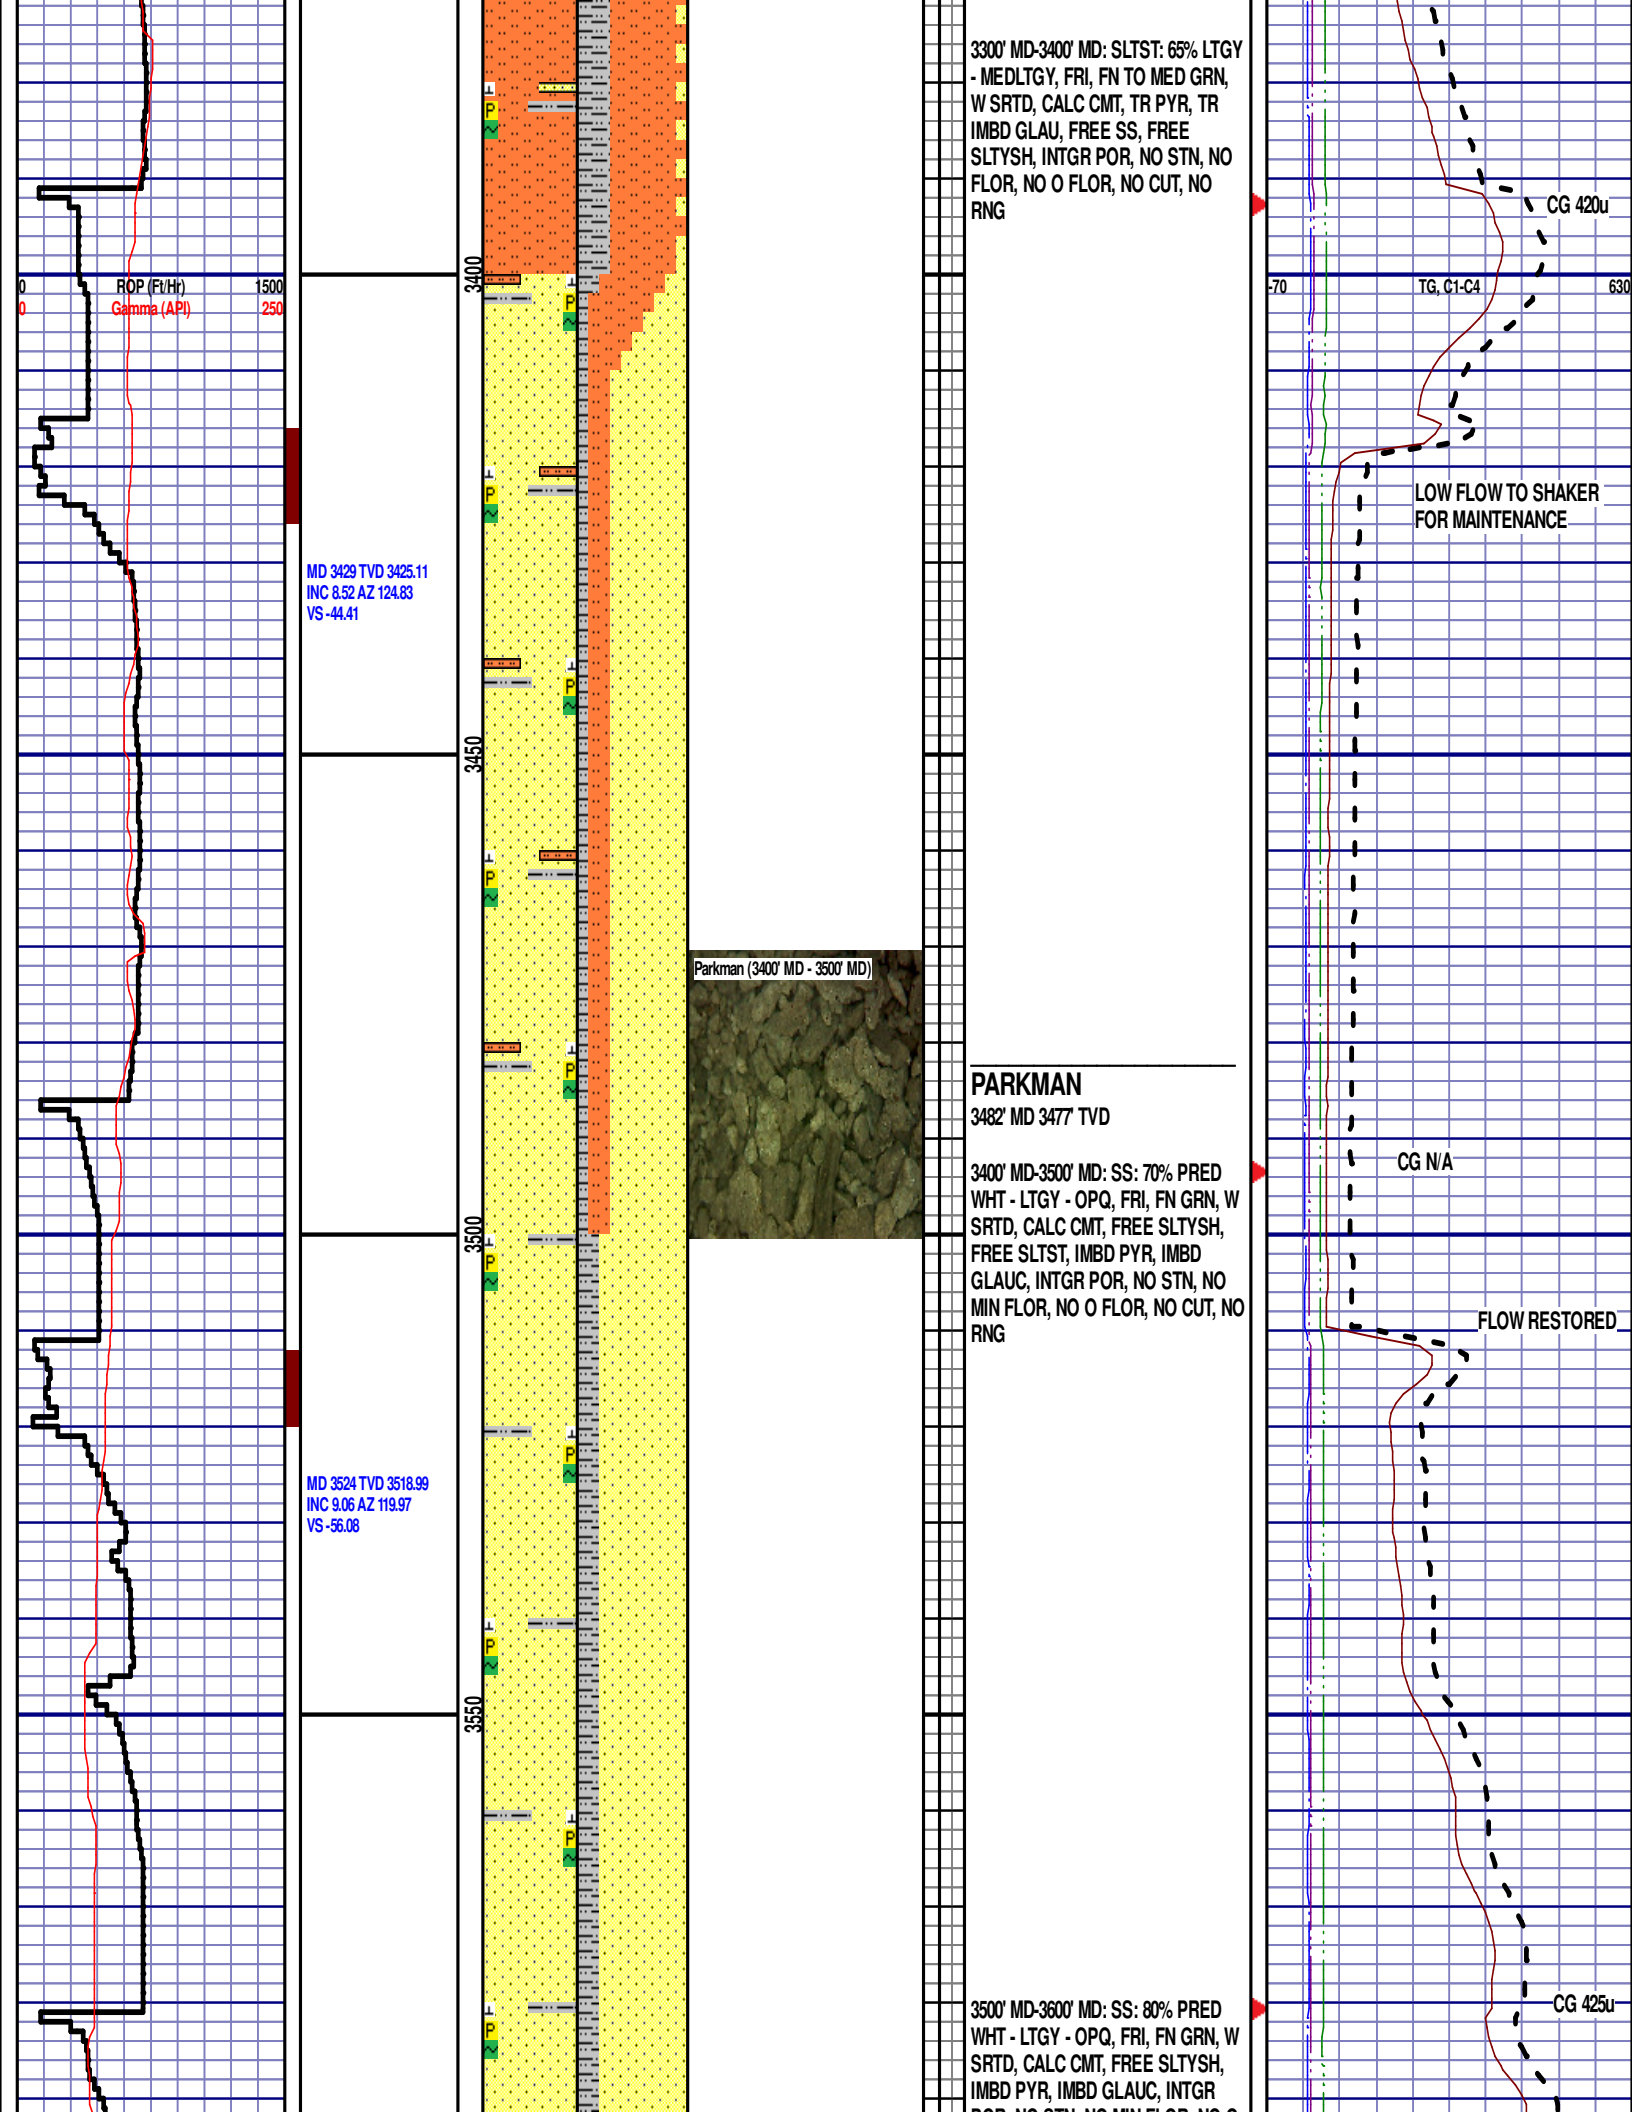 3300' MD-3400' MD: SLTST: 65% LTGY
- MEDLTGY, FRI, FN TO MED GRN,
W SRTD, CALC CMT, TR PYR, TR
IMBD GLAU, FREE SS, FREE
SLTYSH, INTGR POR, NO STN, NO
FLOR, NO O FLOR, NO CUT, NO
RNG
CG 420u
3400
0 ROP (Ft/Hr) 1500
0 Gamma (API) 250
-70 TG, C1-C4 630
P
P
P
LOW FLOW TO SHAKER
FOR MAINTENANCE
MD 3429 TVD 3425.11
INC 8.52 AZ 124.83
VS -44.41
P
3450
P
Parkman (3400' MD - 3500' MD)
P
PARKMAN
3482' MD 3477' TVD
3400' MD-3500' MD: SS: 70% PRED
WHT - LTGY - OPQ, FRI, FN GRN, W
SRTD, CALC CMT, FREE SLTYSH,
FREE SLTST, IMBD PYR, IMBD
GLAUC, INTGR POR, NO STN, NO
MIN FLOR, NO O FLOR, NO CUT, NO
RNG
CG N/A
3500
P
FLOW RESTORED
P
MD 3524 TVD 3518.99
INC 9.06 AZ 119.97
VS -56.08
P
3550
P
P
CG 425u
3500' MD-3600' MD: SS: 80% PRED
WHT - LTGY - OPQ, FRI, FN GRN, W
SRTD, CALC CMT, FREE SLTYSH,
IMBD PYR, IMBD GLAUC, INTGR
POR, NO STN, NO MIN FLOR, NO O